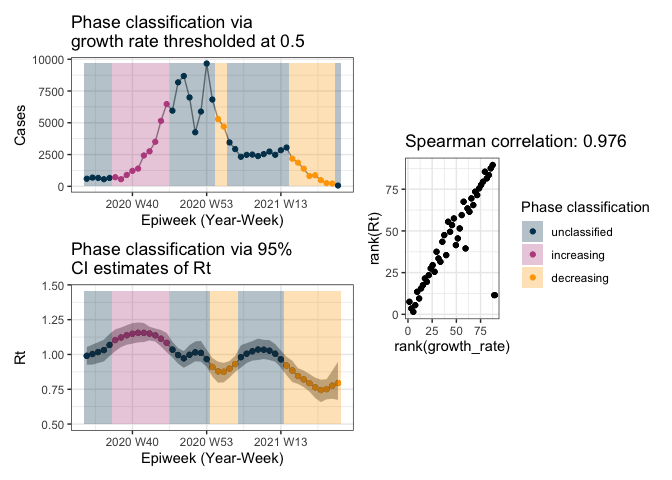 Phase classification via
growth rate thresholded at 0.5
10000
7500
5000
2500
0
Cases
2020 W40
2020 W53
2021 W13
Epiweek (Year-Week)
Phase classification via 95%
CI estimates of Rt
1.50
1.25
1.00
0.75
0.50
Rt
2020 W40
2020 W53
2021 W13
Epiweek (Year-Week)
Spearman correlation: 0.976
75
50
25
0
rank(Rt)
0
25
50
75
rank(growth_rate)
Phase classification
unclassified
increasing
decreasing